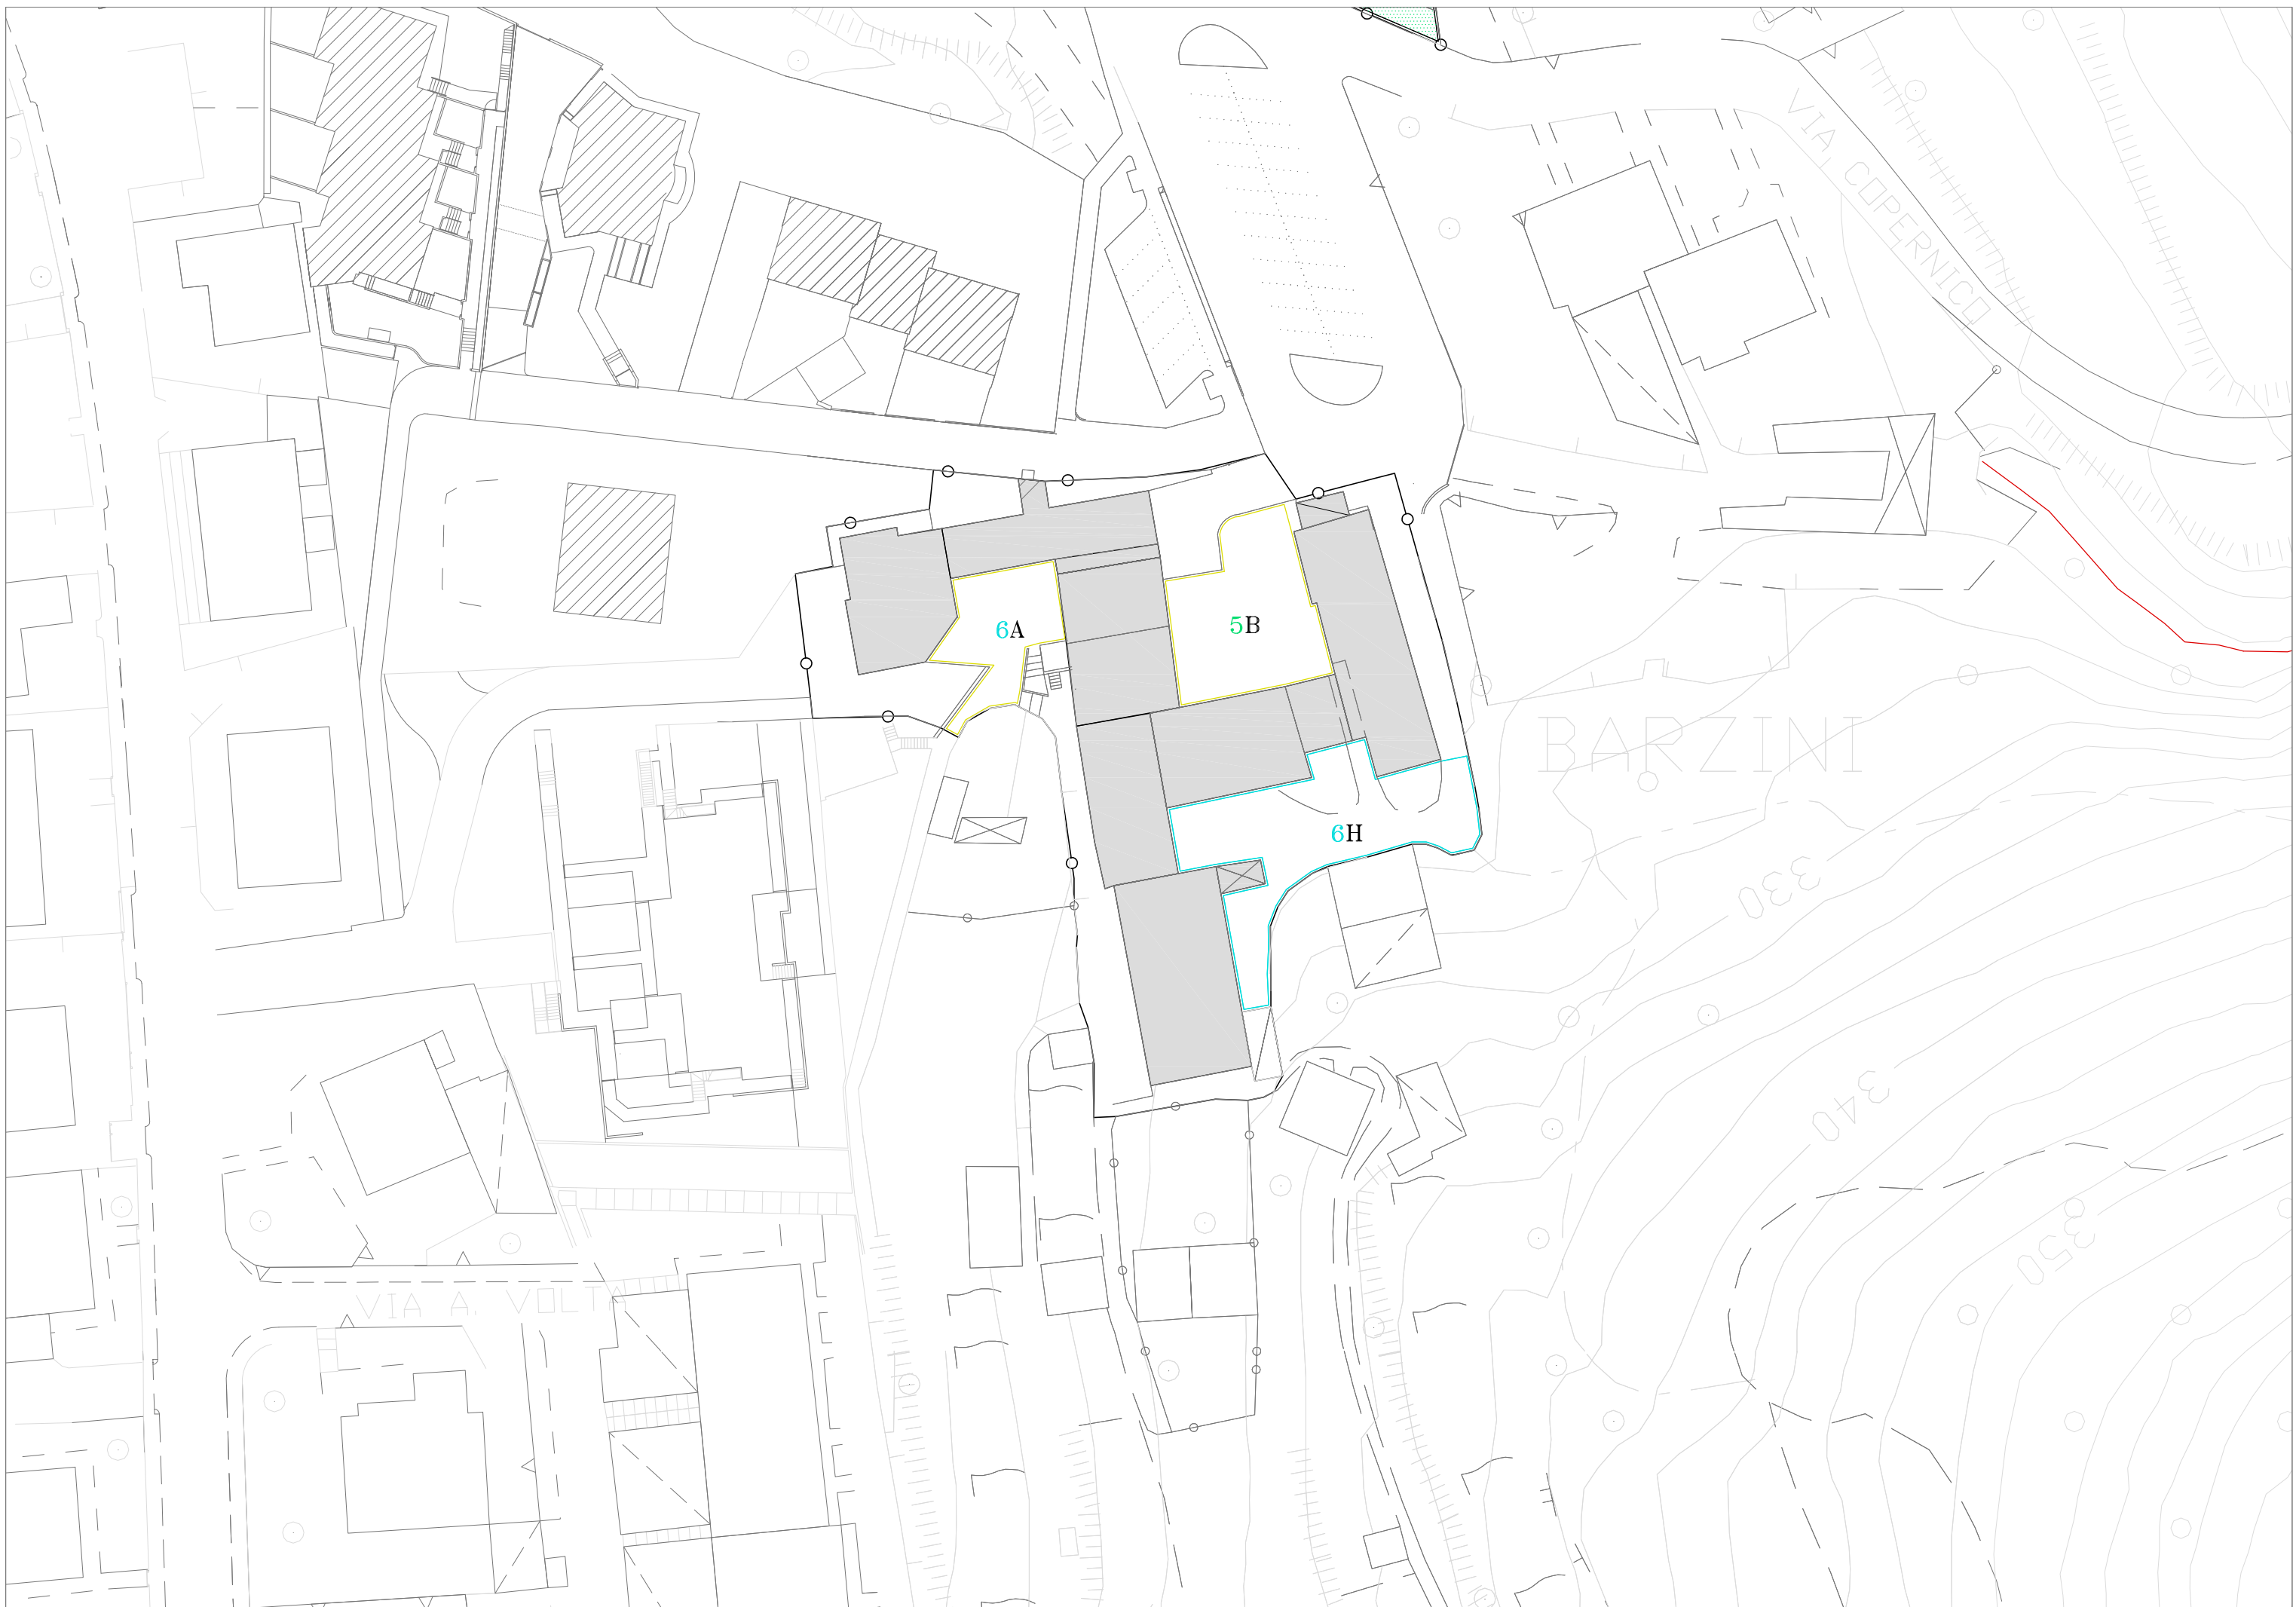 VIA COPERNICO
6A
5B
BARZINI
6H
330
340
350
VIA A. VOLTA